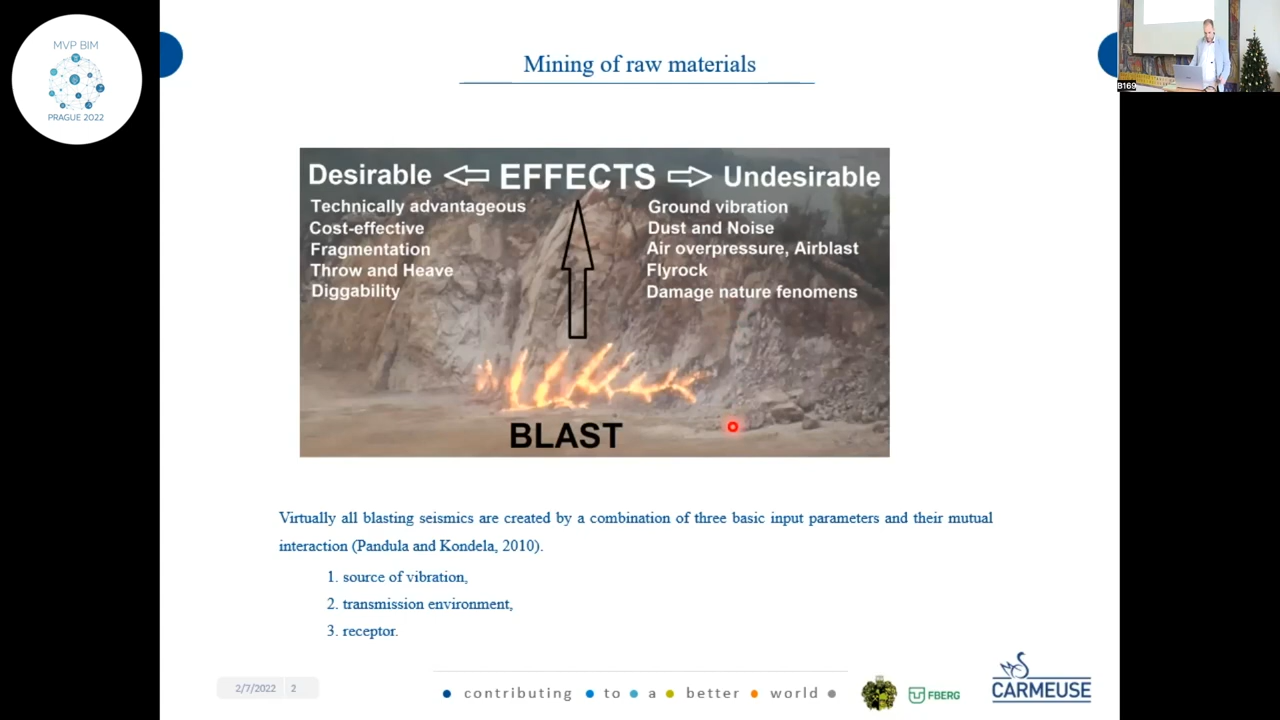 MVP BIM
PRAGUE 2022
Mining of raw materials
Desirable EFFECTS Undesirable
Technically advantageous
Cost-effective
Fragmentation
Throw and Heave
Diggability
Ground vibration
Dust and Noise
Air overpressure, Airblast
Flyrock
Damage nature fenomens
BLAST
Virtually all blasting seismics are created by a combination of three basic input parameters and their mutual
interaction (Pandula and Kondela, 2010).
1. source of vibration,
2. transmission environment,
3. receptor.
2/7/2022 2
contributing to a better world
FBERG
CARMEUSE
B169